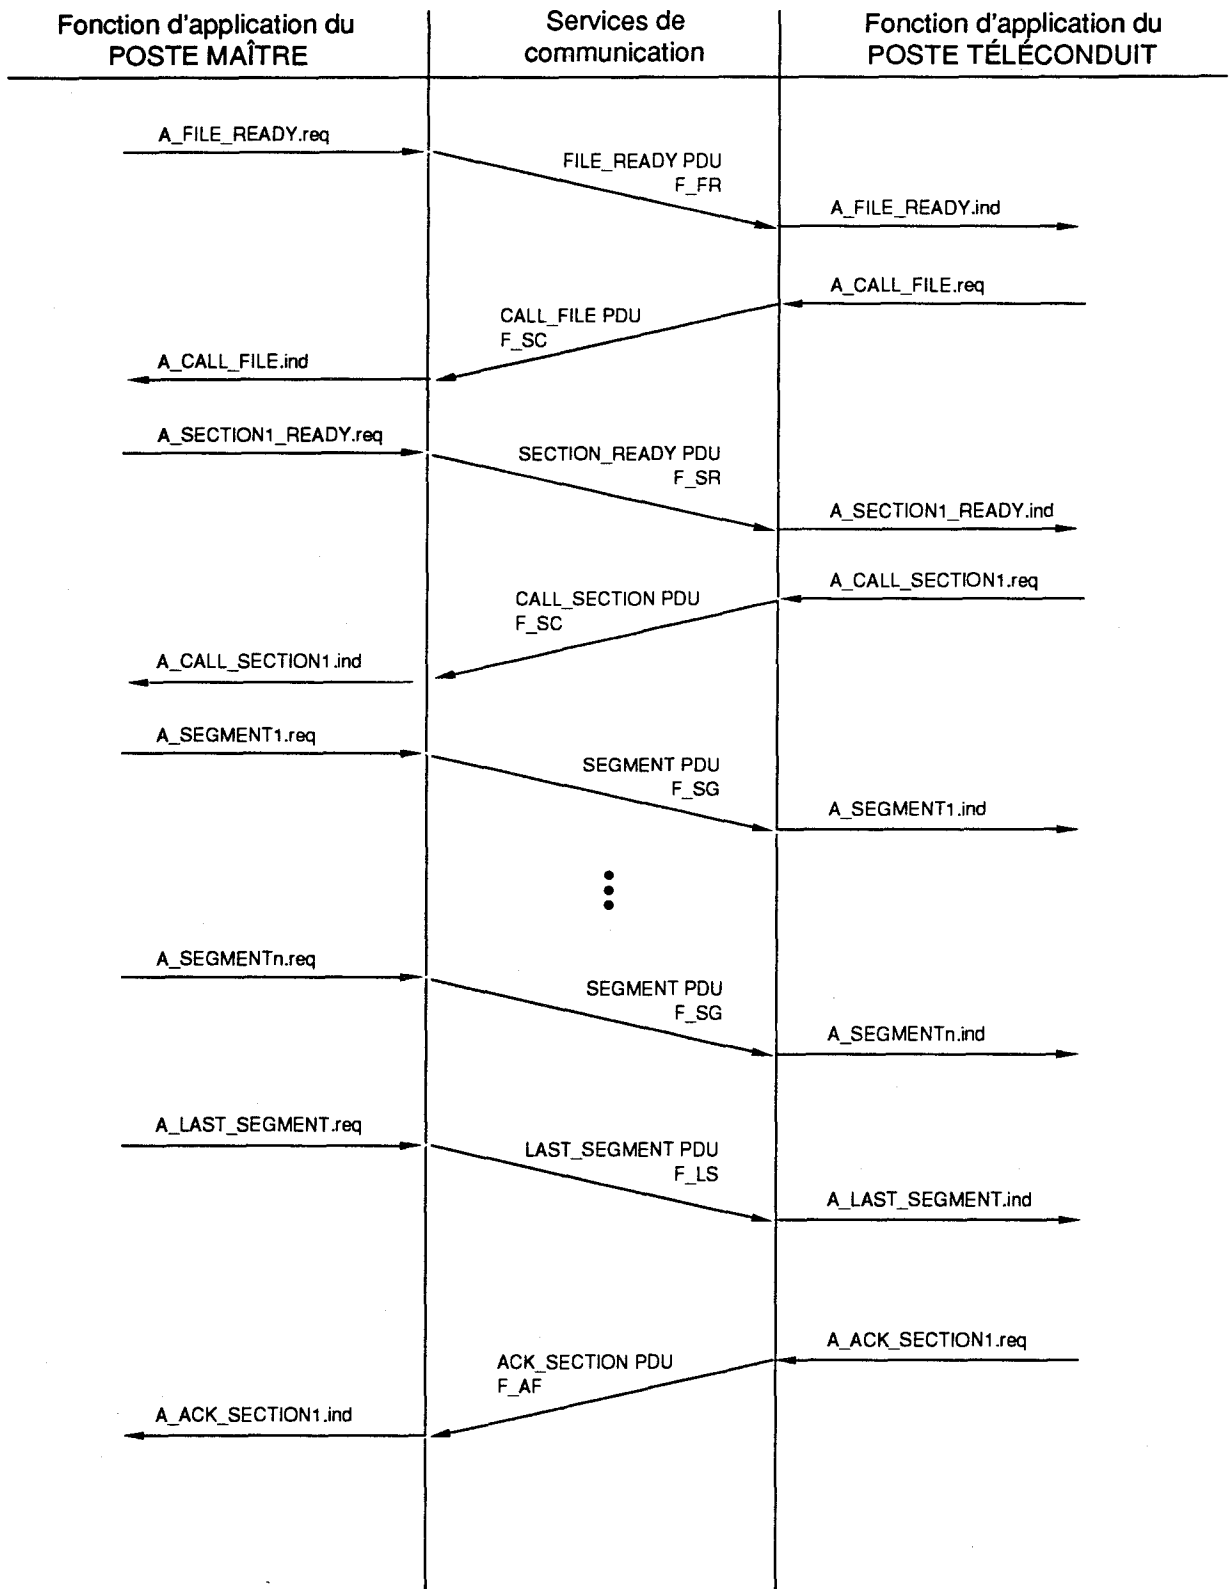 Fonction d'application du
POSTE MAÎTRE
Services de
communication
Fonction d'application du
POSTE TÉLÉCONDUIT
A_FILE_READY.req
FILE_READY PDU
F_FR
A_FILE_READY.ind
A_CALL_FILE.req
CALL_FILE PDU
F_SC
A_CALL_FILE.ind
A_SECTION1_READY.req
SECTION_READY PDU
F_SR
A_SECTION1_READY.ind
A_CALL_SECTION1.req
CALL_SECTION PDU
F_SC
A_CALL_SECTION1.ind
A_SEGMENT1.req
SEGMENT PDU
F_SG
A_SEGMENT1.ind
A_SEGMENTn.req
SEGMENT PDU
F_SG
A_SEGMENTn.ind
A_LAST_SEGMENT.req
LAST_SEGMENT PDU
F_LS
A_LAST_SEGMENT.ind
A_ACK_SECTION1.req
ACK_SECTION PDU
F_AF
A_ACK_SECTION1.ind